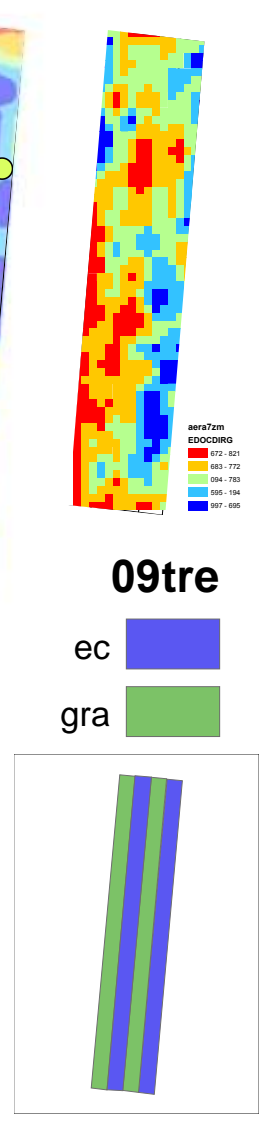 aera7zm
EDOCDIRG
672 - 821
683 - 772
094 - 783
595 - 194
997 - 695
09tre
ec
gra